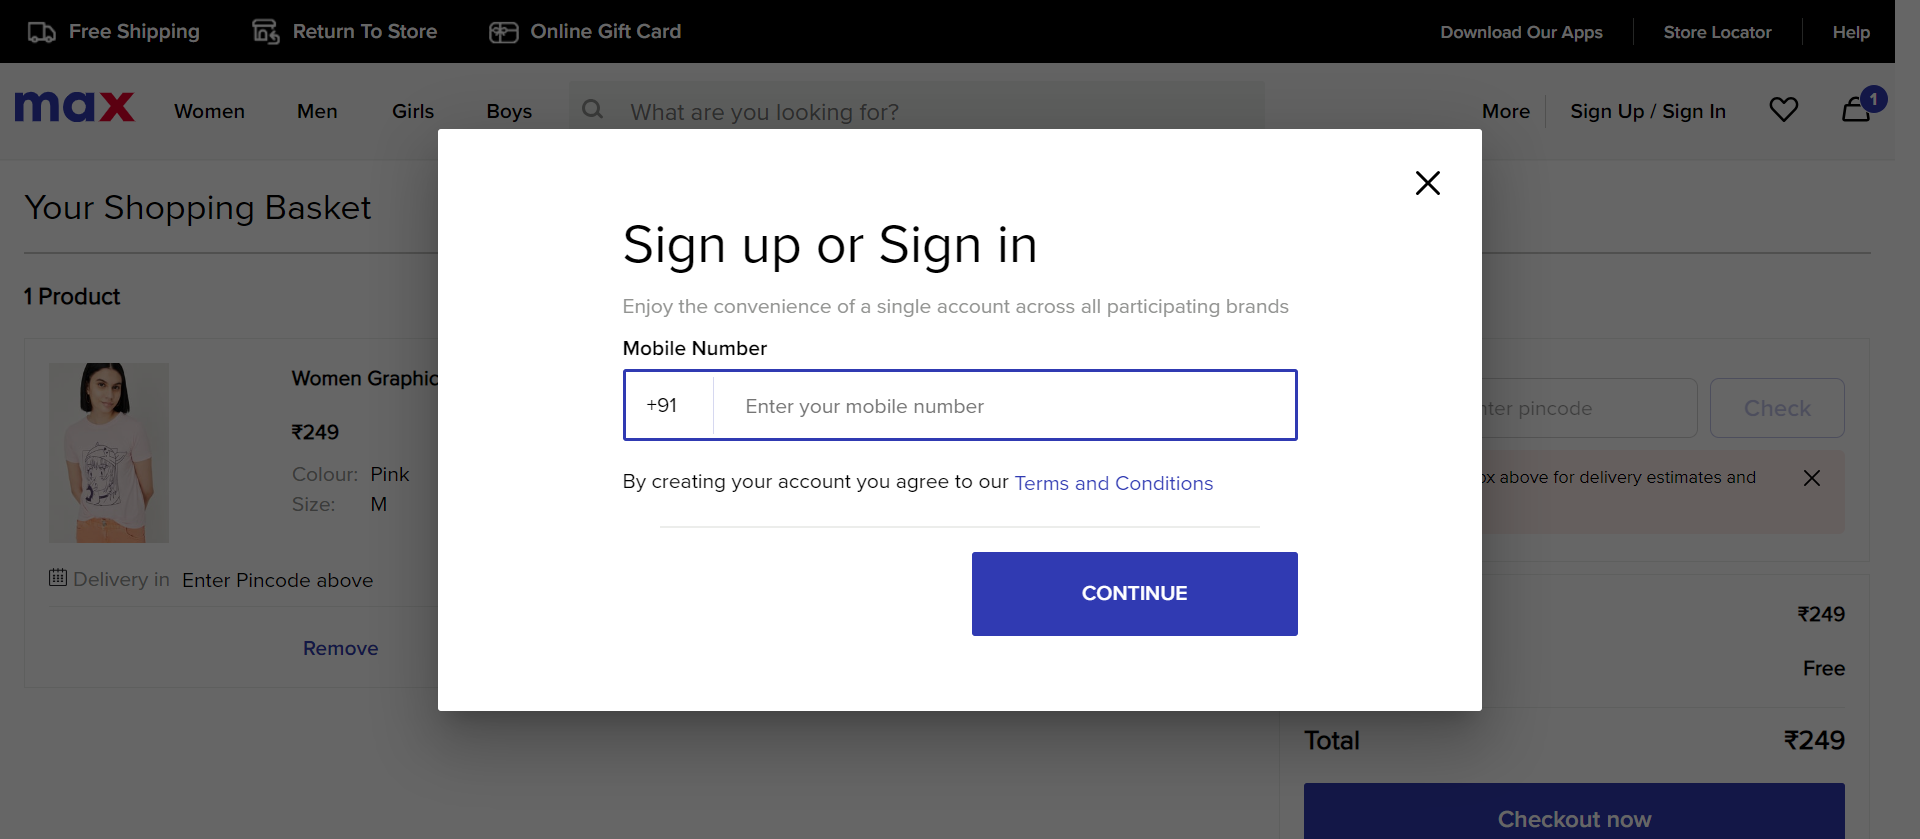 Free Shipping Return To Store Online Gift Card Download Our Apps Store Locator Help
max Women Men Girls Boys What are you looking for? More Sign Up / Sign In 1
Your Shopping Basket
1 Product
Women Graphic
₹249
Colour: Pink
Size: M
Delivery in Enter Pincode above
Remove
Sign up or Sign in
Enjoy the convenience of a single account across all participating brands
Mobile Number
+91 Enter your mobile number
By creating your account you agree to our Terms and Conditions
CONTINUE
pincode Check
above for delivery estimates and
₹249
Free
Total ₹249
Checkout now